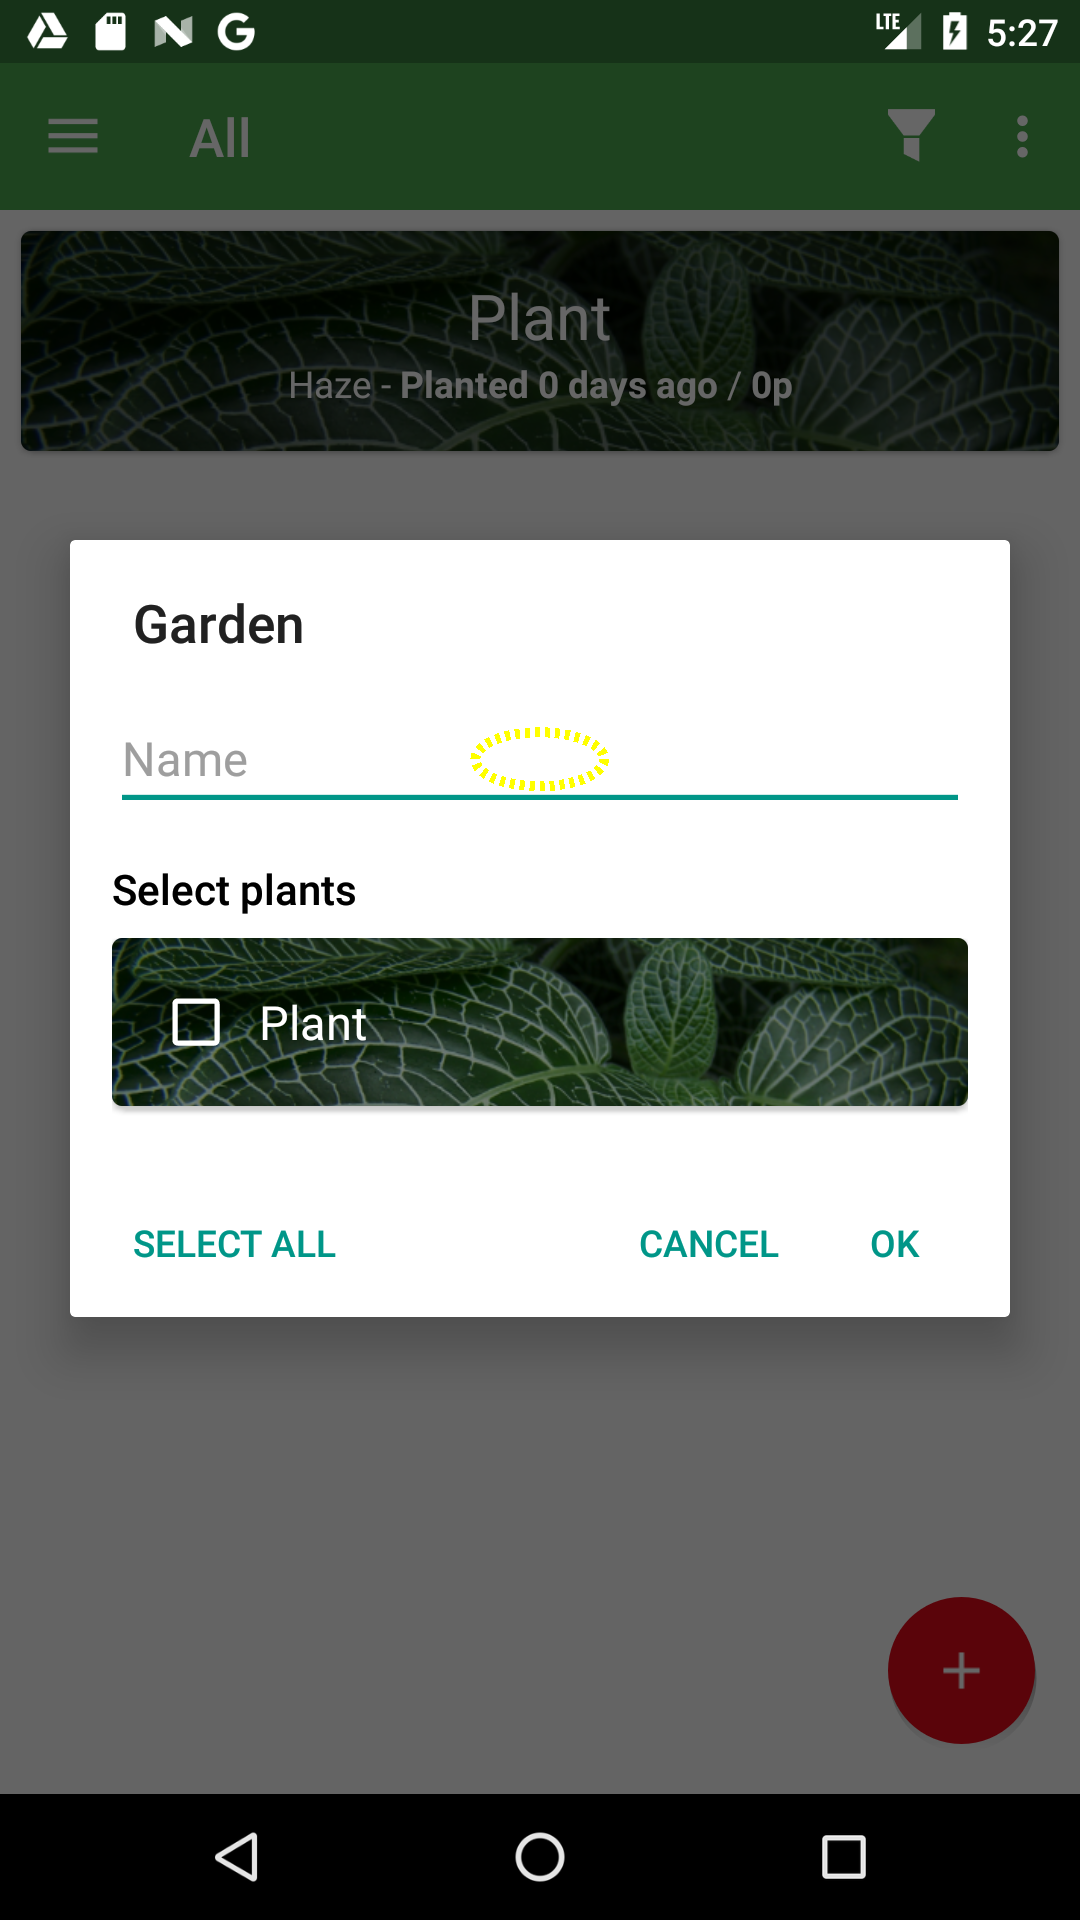 LTE 5:27
All
Plant
Haze - Planted 0 days ago / 0p
Garden
Name
Select plants
Plant
SELECT ALL CANCEL OK